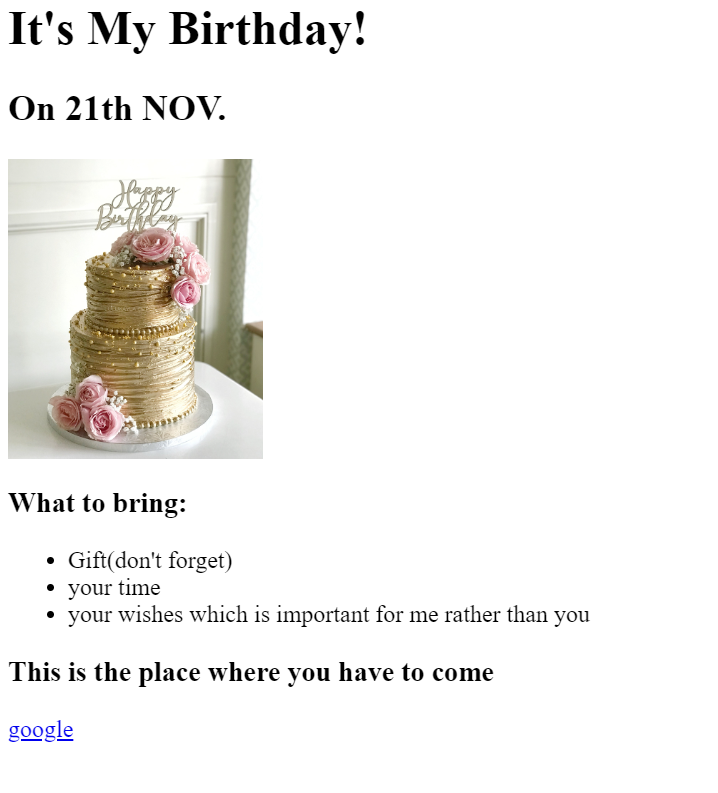 It's My Birthday!
On 21th NOV.
Happy
Birthday
What to bring:
Gift(don't forget)
your time
your wishes which is important for me rather than you
This is the place where you have to come
google